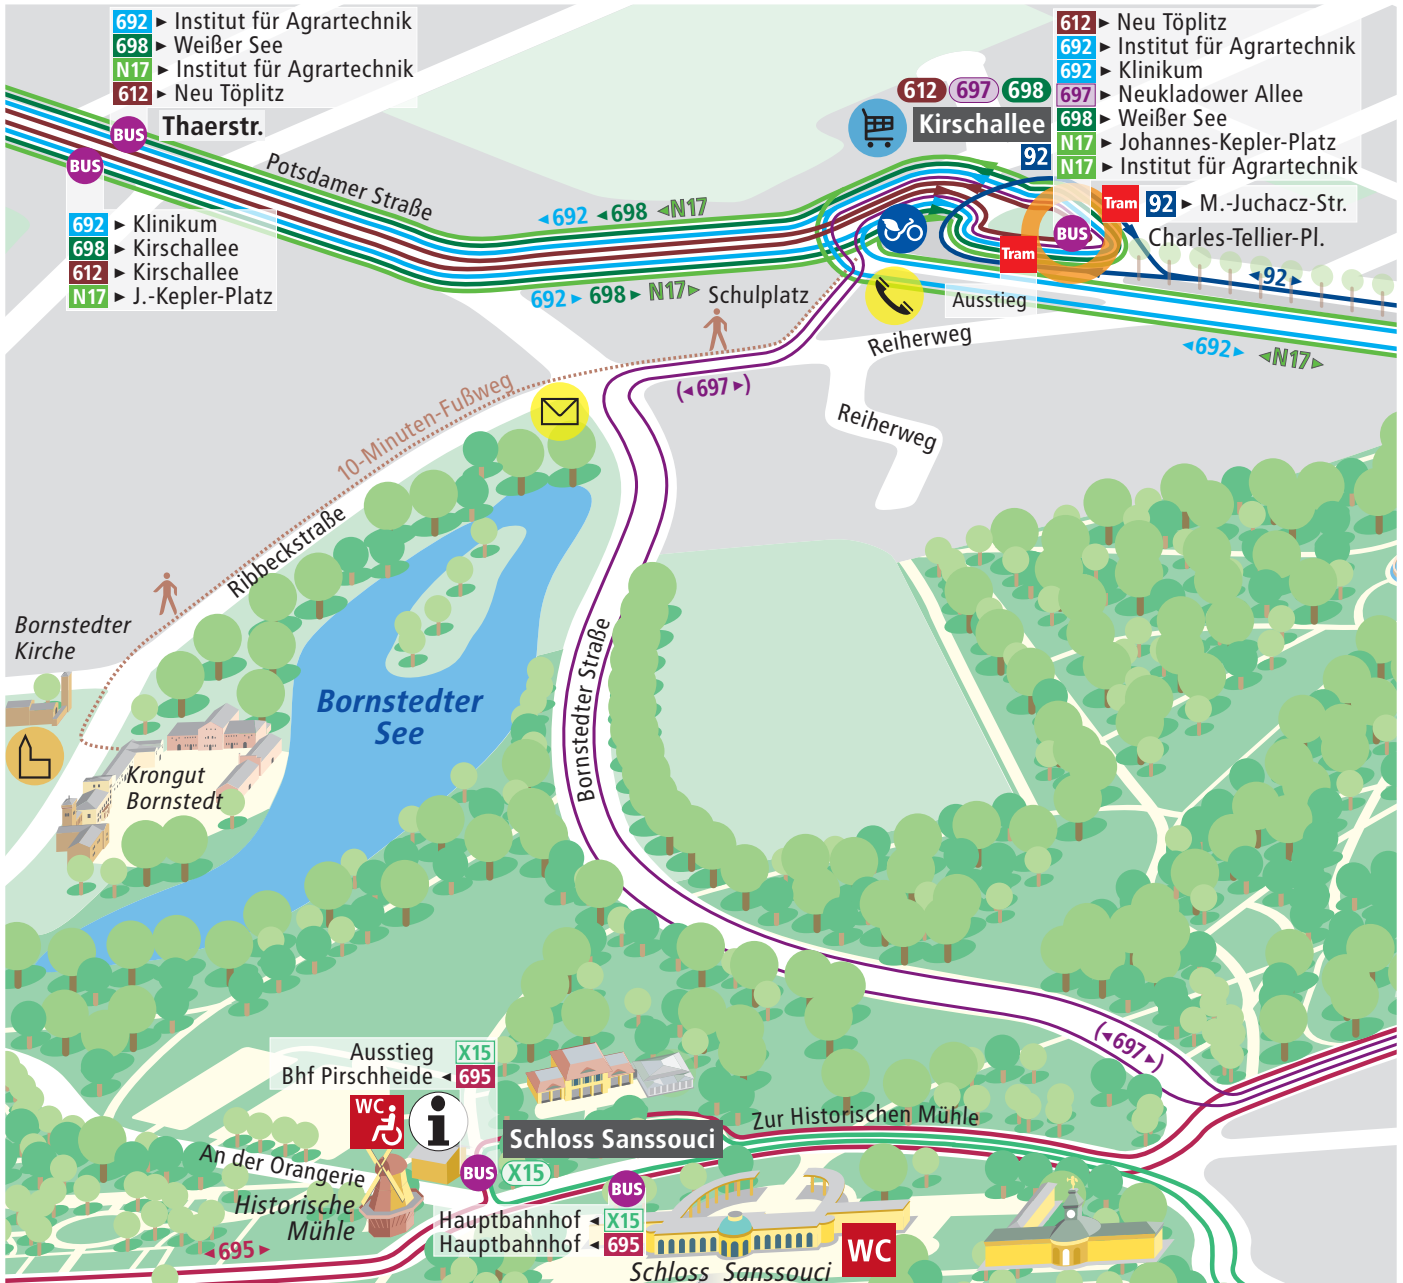 692 ► Institut für Agrartechnik
698 ► Weißer See
N17 ► Institut für Agrartechnik
612 ► Neu Töplitz
BUS
Thaerstr.
BUS
692 ► Klinikum
698 ► Kirschallee
612 ► Kirschallee
N17 ► J.-Kepler-Platz
Potsdamer Straße
◄692 ◄698 ◄N17
692► 698► N17►
612 697 698
Kirschallee
92
612 ► Neu Töplitz
692 ► Institut für Agrartechnik
692 ► Klinikum
697 ► Neukladower Allee
698 ► Weißer See
N17 ► Johannes-Kepler-Platz
N17 ► Institut für Agrartechnik
Tram 92 ► M.-Juchacz-Str.
BUS
Charles-Tellier-Pl.
Tram
Ausstieg
◄92►
◄692►
◄N17►
Schulplatz
Reiherweg
Reiherweg
(◄697►)
10-Minuten-Fußweg
Ribbeckstraße
Bornstedter
Kirche
Bornstedter
See
Krongut
Bornstedt
Bornstedter Straße
(◄697►)
Ausstieg X15
Bhf Pirschheide ◄ 695
WC
i
Schloss Sanssouci
Zur Historischen Mühle
An der Orangerie
BUS
X15
BUS
Historische
Mühle
Hauptbahnhof ◄ X15
Hauptbahnhof ◄ 695
◄695►
WC
Schloss Sanssouci